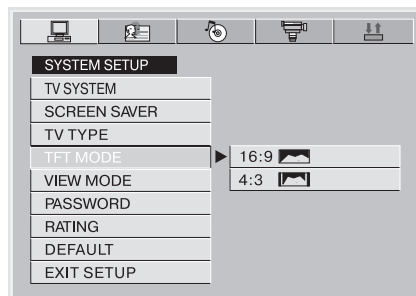 SYSTEM SETUP
TV SYSTEM
SCREEN SAVER
TV TYPE
TFT MODE
16:9
VIEW MODE
4:3
PASSWORD
RATING
DEFAULT
EXIT SETUP